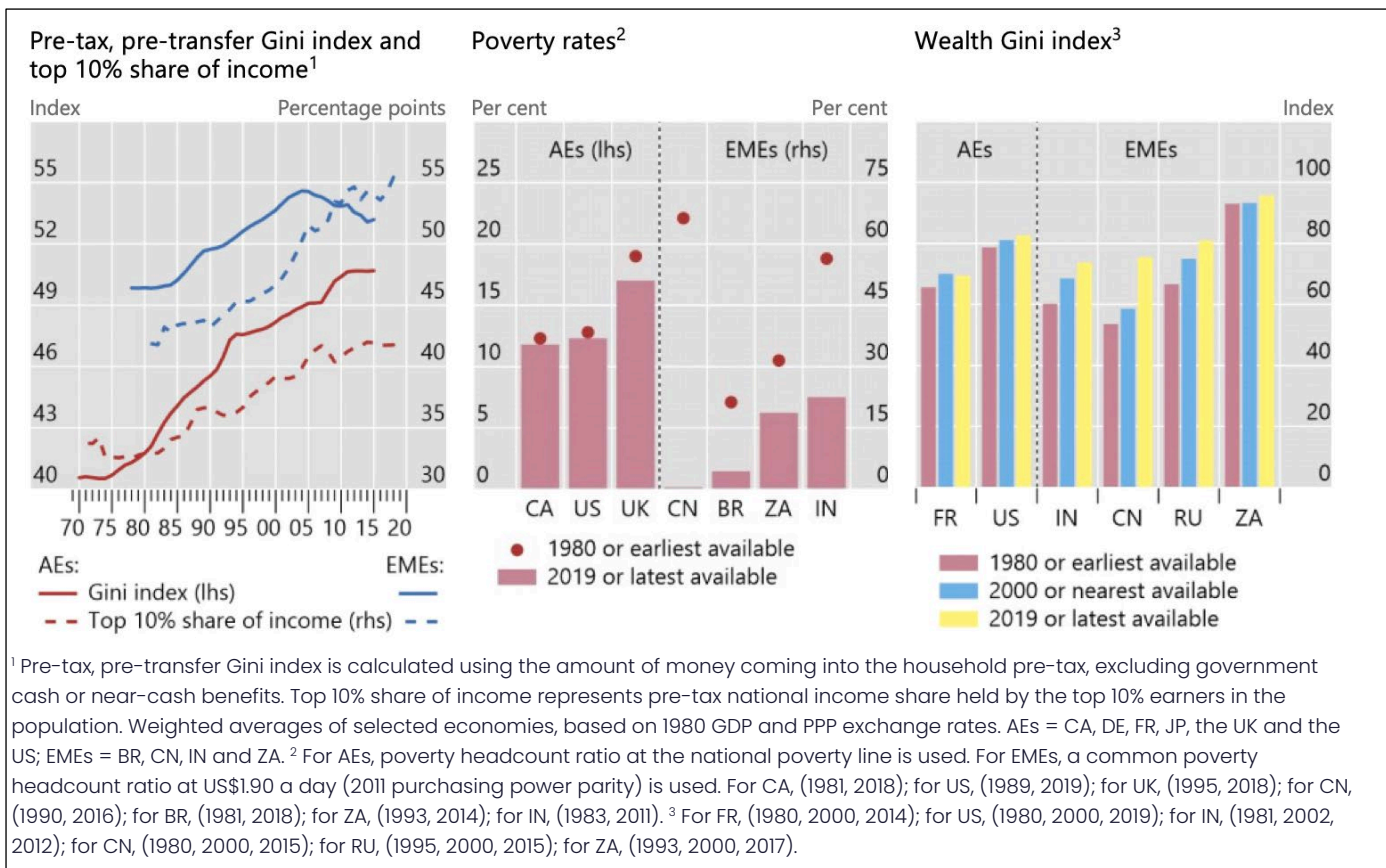 Pre-tax, pre-transfer Gini index and
top 10% share of income¹
Index Percentage points
55 55
52 50
49 45
46 40
43 35
40 30
70 75 80 85 90 95 00 05 10 15 20
AEs: EMEs:
Gini index (lhs)
Top 10% share of income (rhs)
Poverty rates²
Per cent Per cent
AEs (lhs) EMEs (rhs)
25 75
20 60
15 45
10 30
5 15
0 0
CA US UK CN BR ZA IN
1980 or earliest available
2019 or latest available
Wealth Gini index³
Index
AEs EMEs
100
80
60
40
20
0
FR US IN CN RU ZA
1980 or earliest available
2000 or nearest available
2019 or latest available
¹ Pre-tax, pre-transfer Gini index is calculated using the amount of money coming into the household pre-tax, excluding government
cash or near-cash benefits. Top 10% share of income represents pre-tax national income share held by the top 10% earners in the
population. Weighted averages of selected economies, based on 1980 GDP and PPP exchange rates. AEs = CA, DE, FR, JP, the UK and the
US; EMEs = BR, CN, IN and ZA. ² For AEs, poverty headcount ratio at the national poverty line is used. For EMEs, a common poverty
headcount ratio at US$1.90 a day (2011 purchasing power parity) is used. For CA, (1981, 2018); for US, (1989, 2019); for UK, (1995, 2018); for CN,
(1990, 2016); for BR, (1981, 2018); for ZA, (1993, 2014); for IN, (1983, 2011). ³ For FR, (1980, 2000, 2014); for US, (1980, 2000, 2019); for IN, (1981, 2002,
2012); for CN, (1980, 2000, 2015); for RU, (1995, 2000, 2015); for ZA, (1993, 2000, 2017).